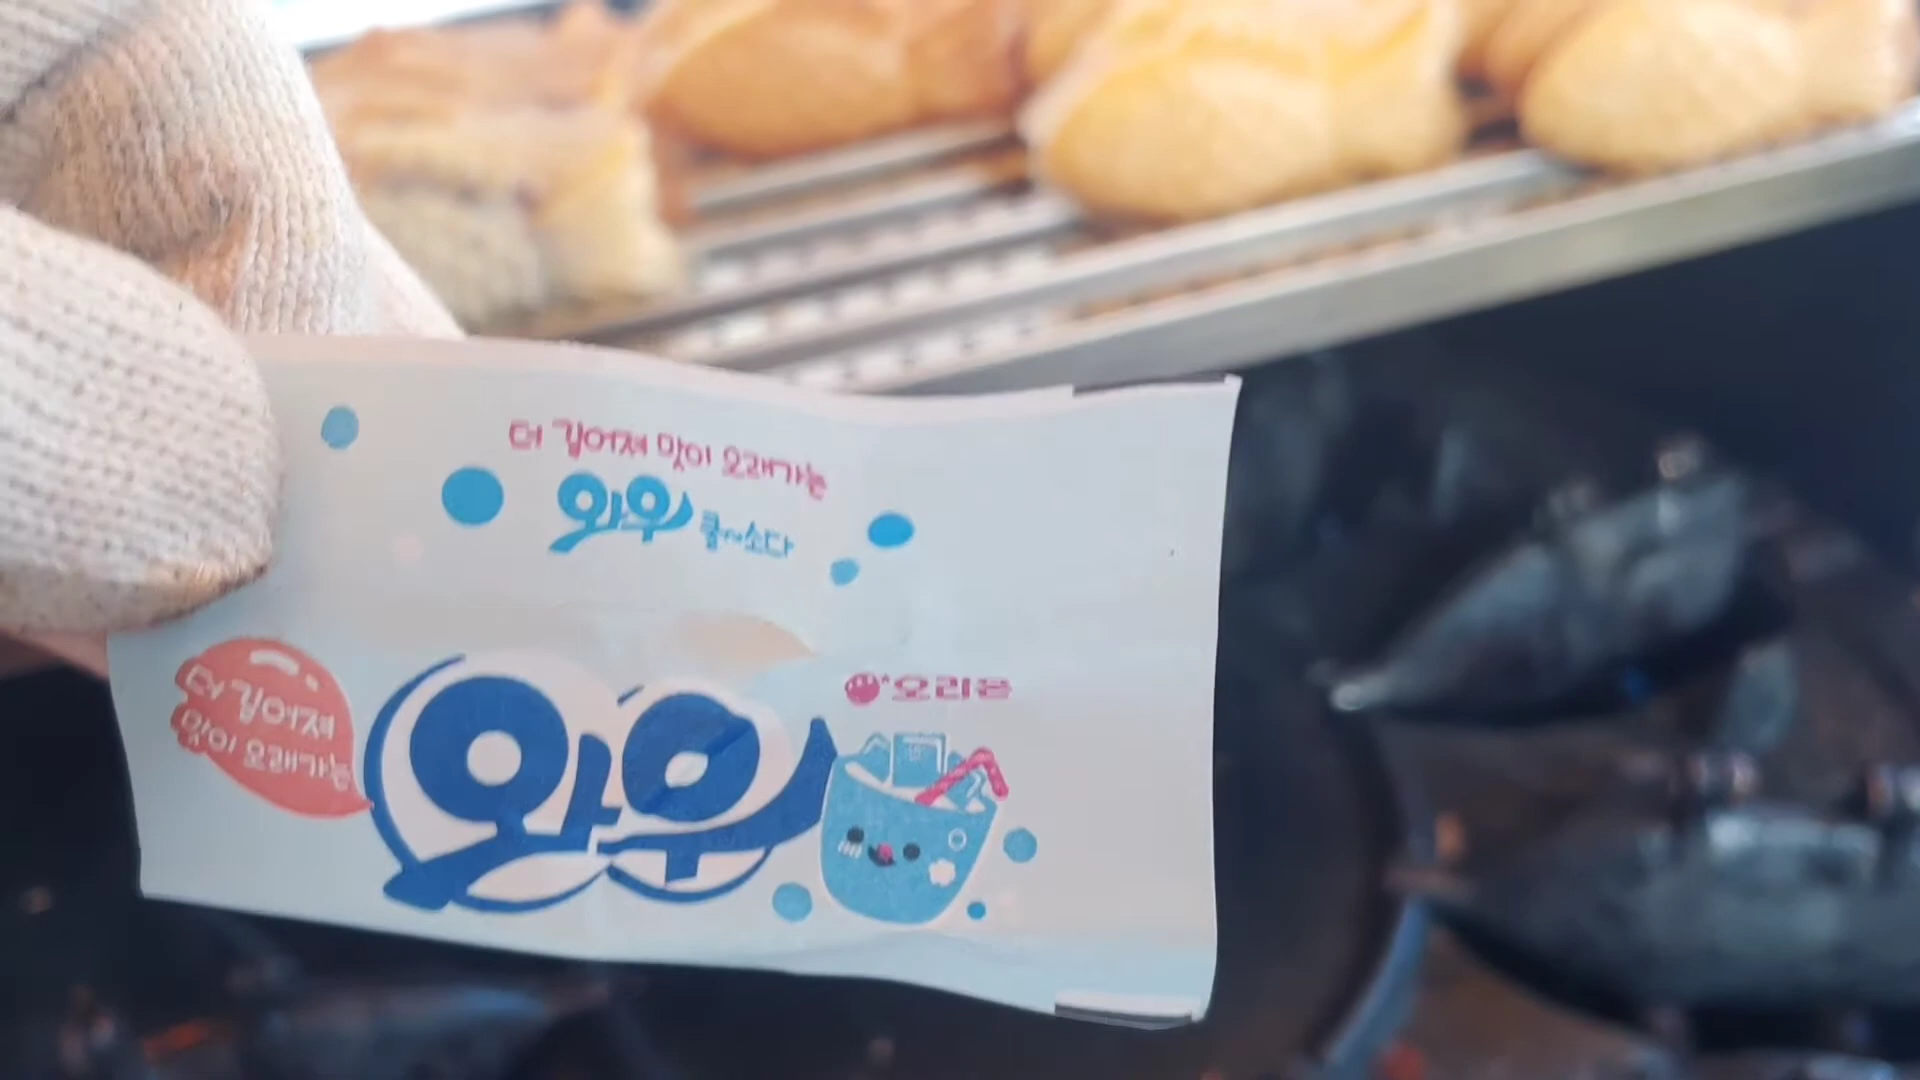 더 길어져 맛이 오래가는
와우 쿨~소다
더 길어져
맛이 오래가는
와우
오리온